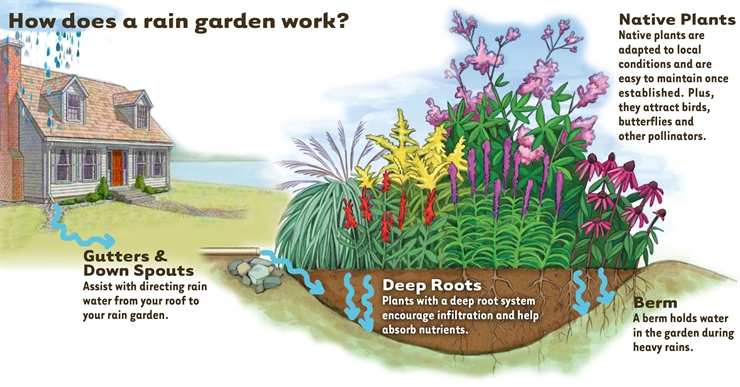 How does a rain garden work?
Native Plants
Native plants are
adapted to local
conditions and are
easy to maintain once
established. Plus,
they attract birds,
butterflies and
other pollinators.
Gutters &
Down Spouts
Assist with directing rain
water from your roof to
your rain garden.
Deep Roots
Plants with a deep root system
encourage infiltration and help
absorb nutrients.
Berm
A berm holds water
in the garden during
heavy rains.